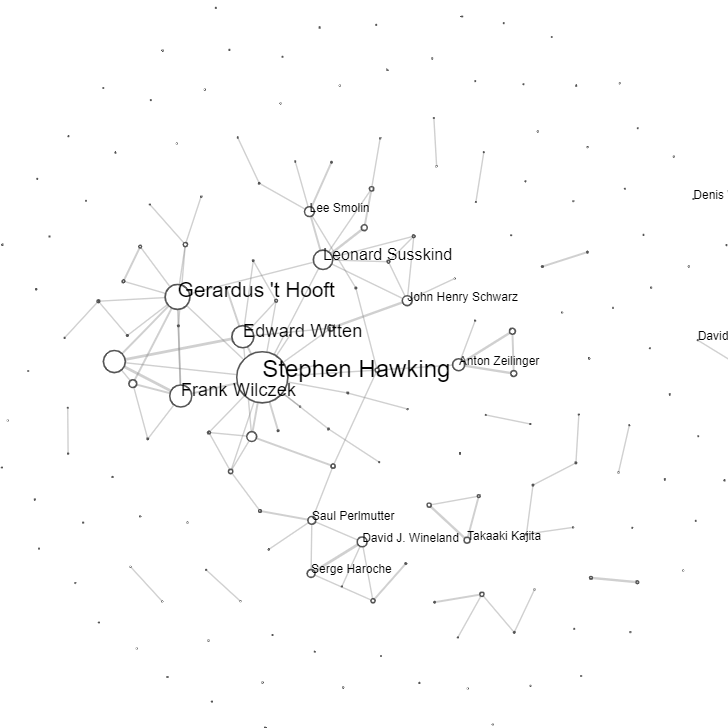 Denis
Lee Smolin
Leonard Susskind
Gerardus 't Hooft
John Henry Schwarz
Edward Witten
David
Anton Zeilinger
Stephen Hawking
Frank Wilczek
Saul Perlmutter
David J. Wineland
Takaaki Kajita
Serge Haroche